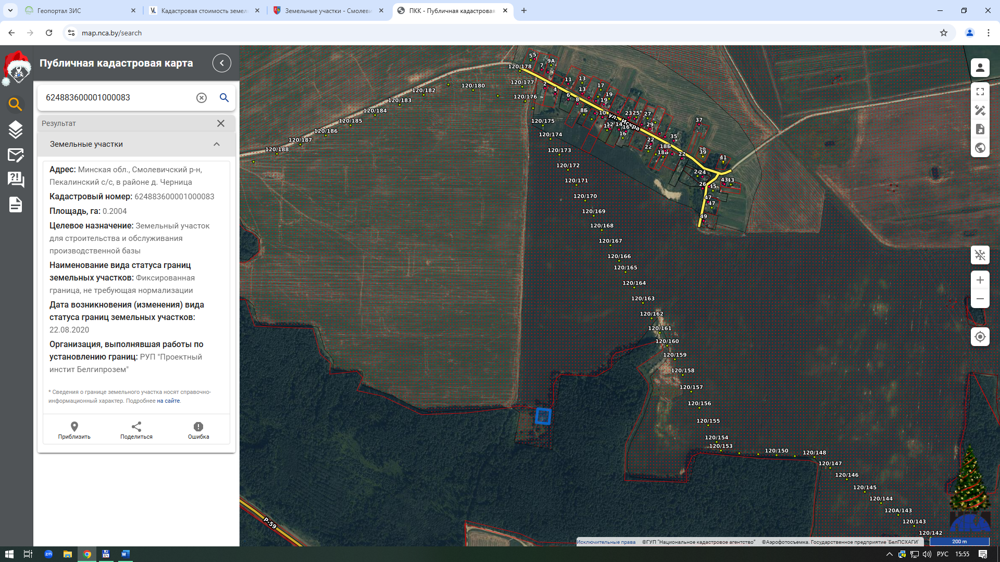 Геопортал ЗИС
Кадастровая стоимость земель
Земельные участки - Смолеви
ПКК - Публичная кадастровая
map.nca.by/search
Публичная кадастровая карта
624883600001000083
Результат
Земельные участки
Адрес: Минская обл., Смолевичский р-н,
Пекалинский с/с, в районе д. Черница
Кадастровый номер: 624883600001000083
Площадь, га: 0.2004
Целевое назначение: Земельный участок
для строительства и обслуживания
производственной базы
Наименование вида статуса границ
земельных участков: Фиксированная
граница, не требующая нормализации
Дата возникновения (изменения) вида
статуса границ земельных участков:
22.08.2020
Организация, выполнявшая работы по
установлению границ: РУП "Проектный
инстит Белгипрозем"
* Сведения о границе земельного участка носят справочно-
информационный характер. Подробнее на сайте.
Приблизить
Поделиться
Ошибка
5
5
9А
7
120/178
120/177
120/176
120/180
120/182
120/183
120/184
120/185
120/186
120/187
120/188
2
4
6
8
8Б
11
13
13
17
19
19
10
ул. Искра
23
25
27
29
12
14
16
16
37
35
22
22
18Б
18Б
22
39
39
41
24
26
43
43
45
47
47
49
120/175
120/174
120/173
120/172
120/171
120/170
120/169
120/168
120/167
120/166
120/165
120/164
120/163
120/162
120/161
120/160
120/159
120/158
120/157
120/156
120/155
120/154
120/153
120/150
120/148
120/147
120/146
120/145
120/144
120А/143
120/143
120/142
Р-59
НКА
Исключительные права
©ГУП "Национальное кадастровое агентство"
©Аэрофотосъемка. Государственное предприятие 'БелПСХАГИ'
200 m
zm
64
РУС
15:55